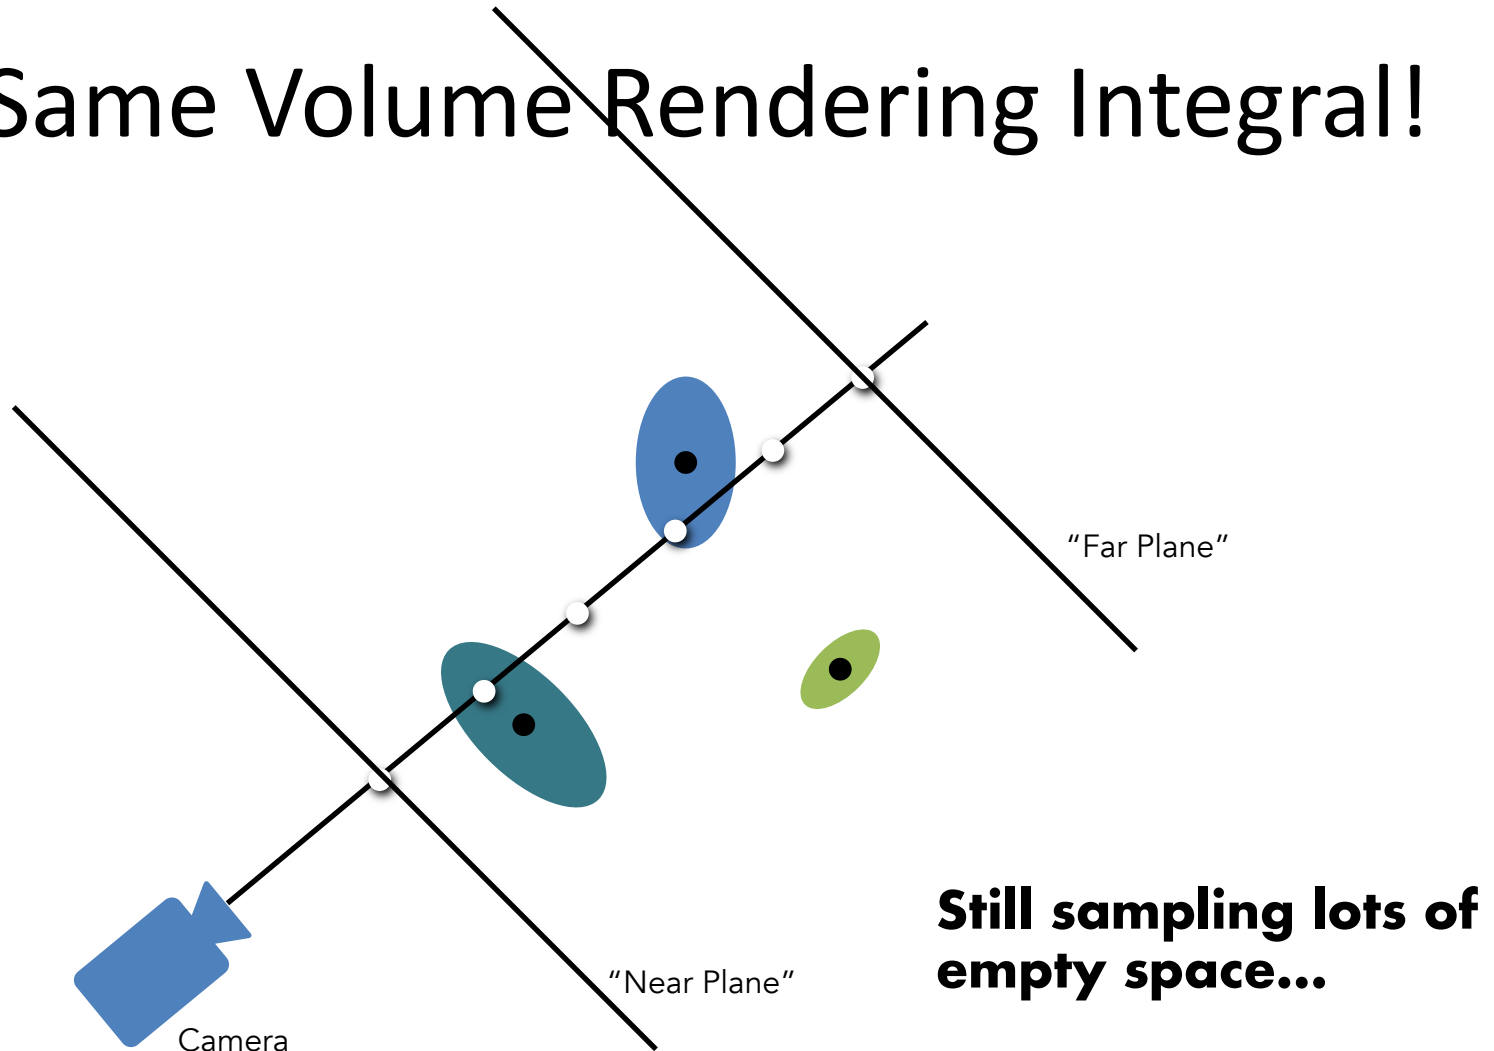 Same Volume Rendering Integral!
“Far Plane”
Still sampling lots of
empty space...
“Near Plane”
Camera